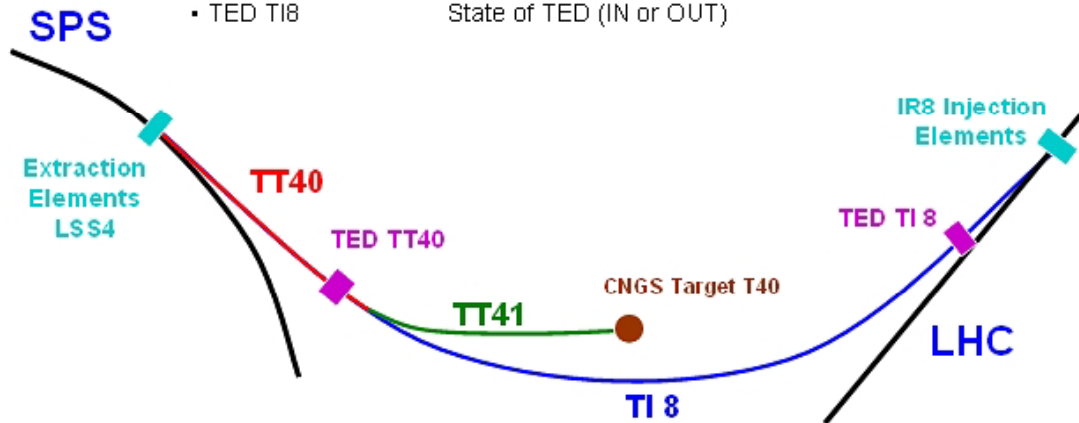 ▪ TED TI8 State of TED (IN or OUT)
SPS
IR8 Injection
Elements
Extraction
Elements
LSS4
TT40
TED TI 8
TED TT40
CNGS Target T40
TT41
LHC
TI 8